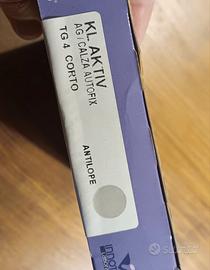 KL. AKTIV
AG / CALZA AUTOFIX
TG 4 CORTO
ANTILOPE